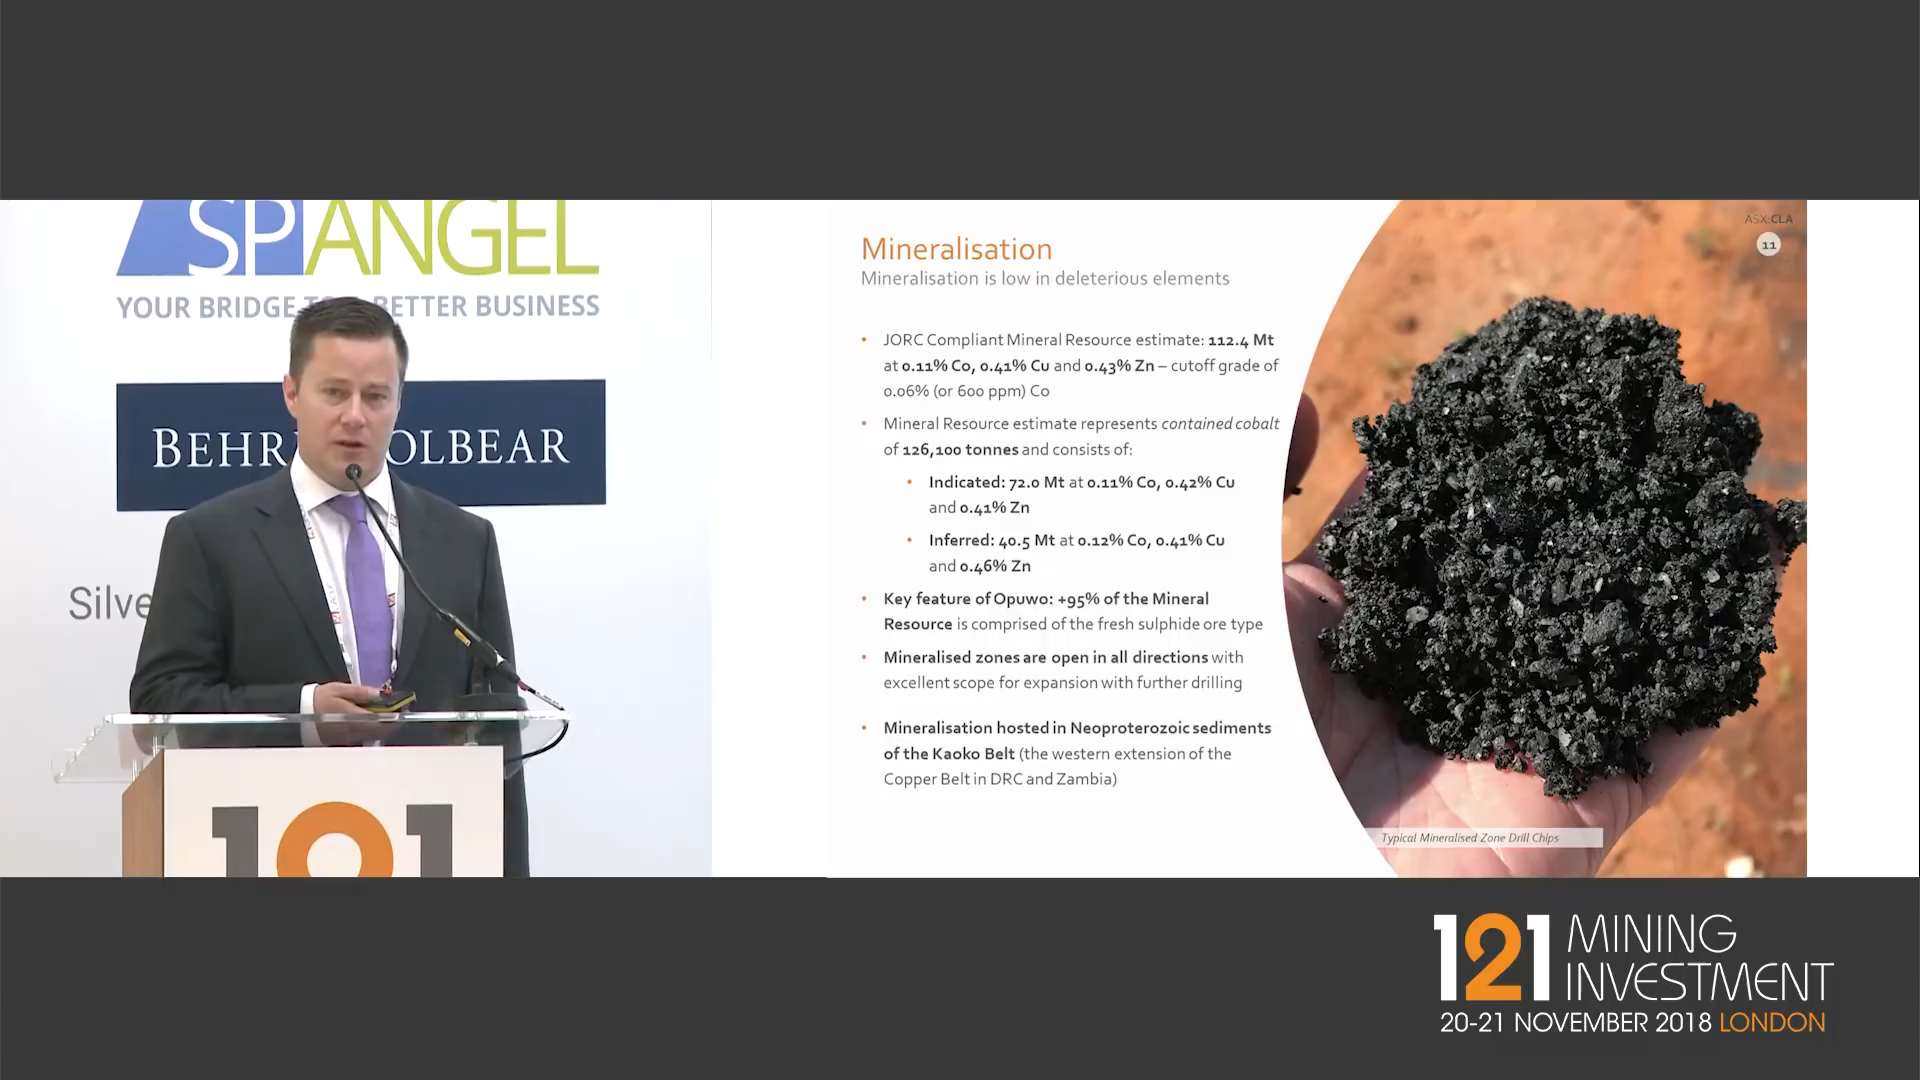 SPANGEL
YOUR BRIDGE BETTER BUSINESS
Silve
101
ASX:CLA
11
Mineralisation
Mineralisation is low in deleterious elements
• JORC Compliant Mineral Resource estimate: 112.4 Mt
at 0.11% Co, 0.41% Cu and 0.43% Zn – cutoff grade of
0.06% (or 600 ppm) Co
• Mineral Resource estimate represents contained cobalt
of 126,100 tonnes and consists of:
• Indicated: 72.0 Mt at 0.11% Co, 0.42% Cu
and 0.41% Zn
• Inferred: 40.5 Mt at 0.12% Co, 0.41% Cu
and 0.46% Zn
• Key feature of Opuwo: +95% of the Mineral
Resource is comprised of the fresh sulphide ore type
• Mineralised zones are open in all directions with
excellent scope for expansion with further drilling
• Mineralisation hosted in Neoproterozoic sediments
of the Kaoko Belt (the western extension of the
Copper Belt in DRC and Zambia)
Typical Mineralised Zone Drill Chips
121 MINING
INVESTMENT
20-21 NOVEMBER 2018 LONDON